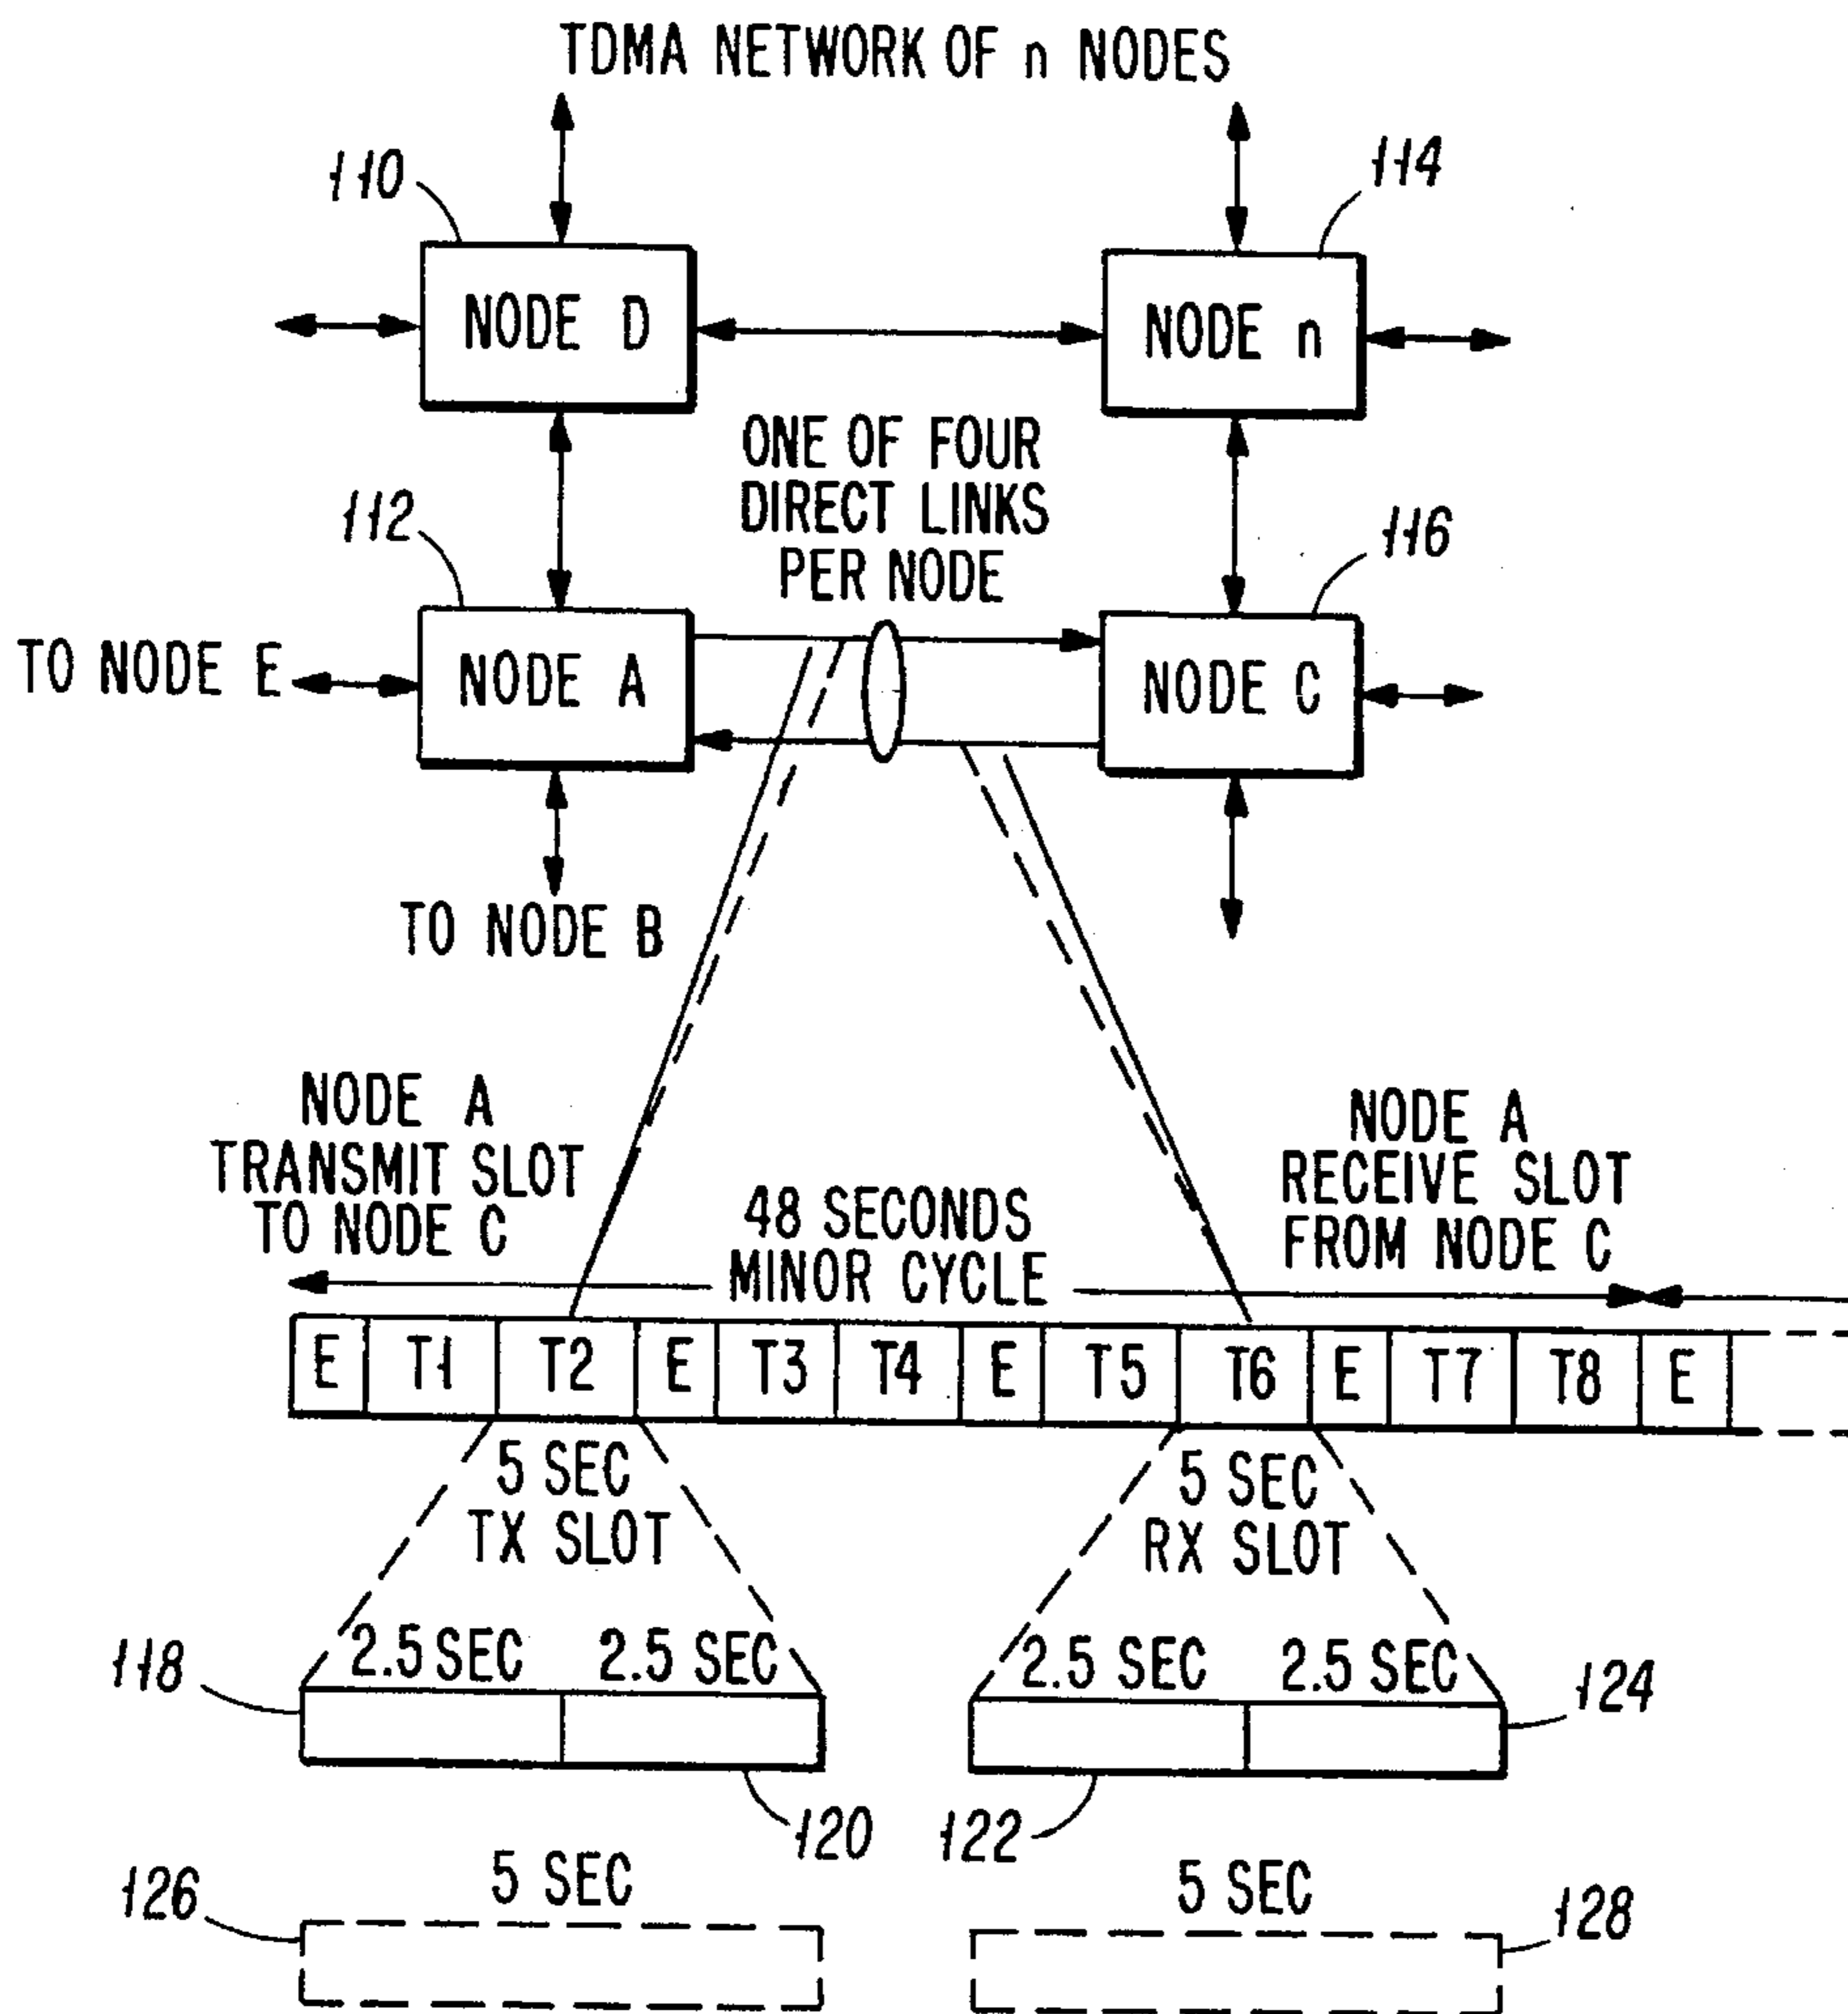 TDMA NETWORK OF n NODES
110
114
NODE D
NODE n
ONE OF FOUR
DIRECT LINKS
PER NODE
112
116
TO NODE E
NODE A
NODE C
TO NODE B
NODE A
TRANSMIT SLOT
TO NODE C
48 SECONDS
MINOR CYCLE
NODE A
RECEIVE SLOT
FROM NODE C
E T1 T2 E T3 T4 E T5 T6 E T7 T8 E
5 SEC
TX SLOT
5 SEC
RX SLOT
2.5 SEC 2.5 SEC
2.5 SEC 2.5 SEC
118
124
120
122
5 SEC
5 SEC
126
128